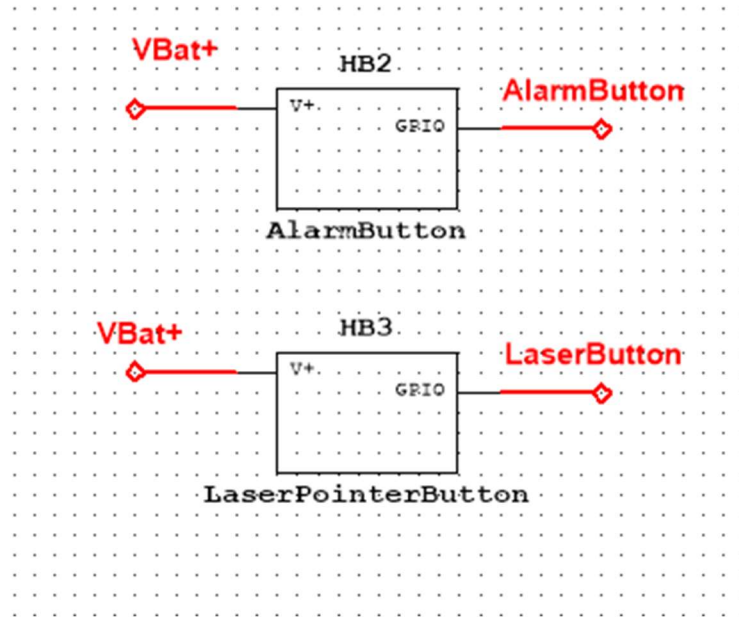 VBat+
HB2
AlarmButton
V+
GPIO
AlarmButton
VBat+
HB3
LaserButton
V+
GPIO
LaserPointerButton